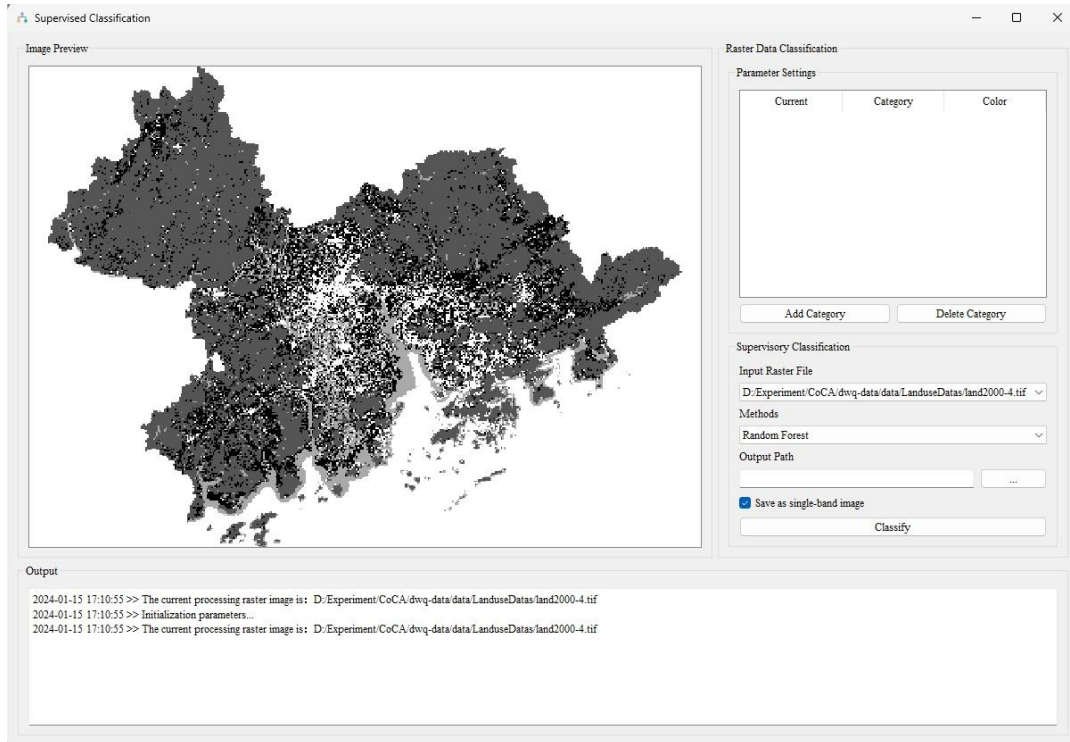 Supervised Classification
Image Preview
Raster Data Classification
Parameter Settings
Current Category Color
Add Category Delete Category
Supervisory Classification
Input Raster File
D:/Experiment/CoCA/dwq-data/data/LanduseDatas/land2000-4.tif
Methods
Random Forest
Output Path
...
Save as single-band image
Classify
Output
2024-01-15 17:10:55 >> The current processing raster image is: D:/Experiment/CoCA/dwq-data/data/LanduseDatas/land2000-4.tif
2024-01-15 17:10:55 >> Initialization parameters...
2024-01-15 17:10:55 >> The current processing raster image is: D:/Experiment/CoCA/dwq-data/data/LanduseDatas/land2000-4.tif